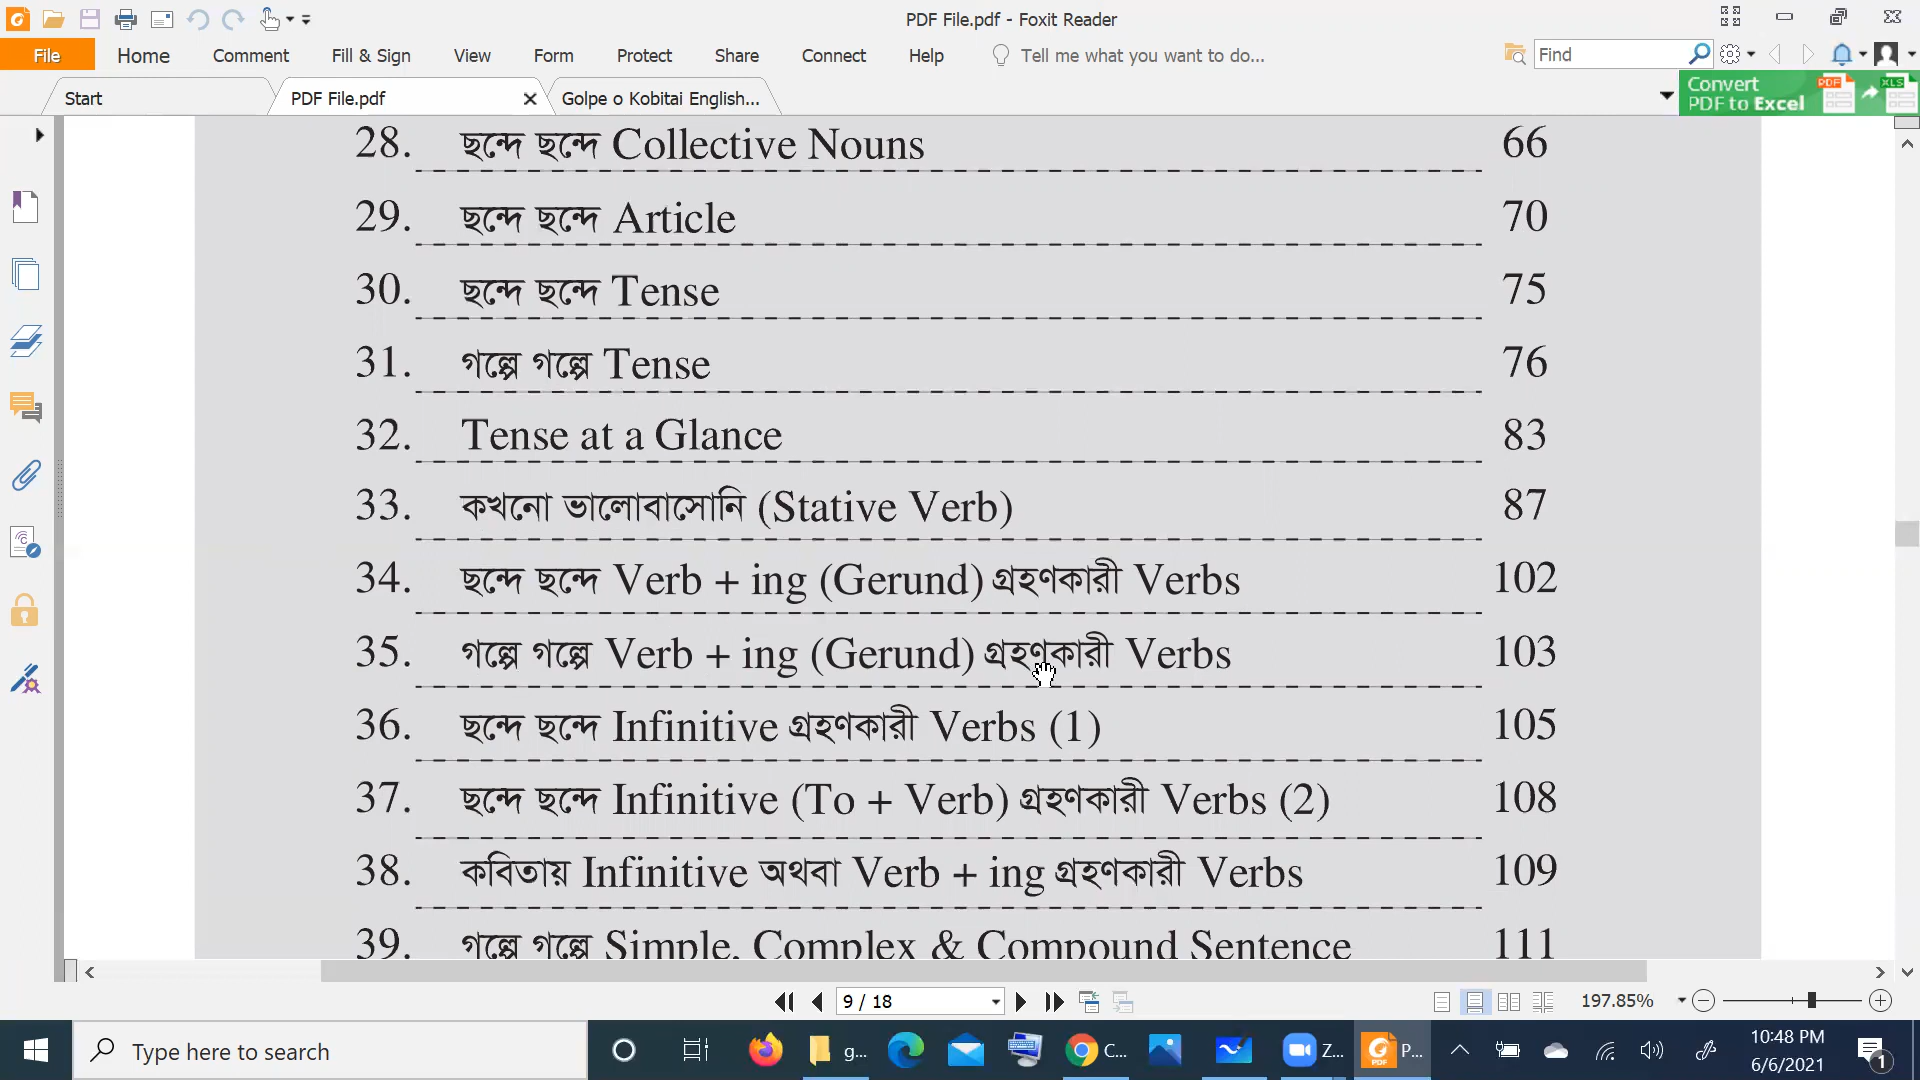 PDF File.pdf - Foxit Reader
File Home Comment Fill & Sign View Form Protect Share Connect Help Tell me what you want to do... Find
Start PDF File.pdf Golpe o Kobitai English...
Convert PDF XLS
PDF to Excel
28. ছন্দে ছন্দে Collective Nouns 66
29. ছন্দে ছন্দে Article 70
30. ছন্দে ছন্দে Tense 75
31. গল্পে গল্পে Tense 76
32. Tense at a Glance 83
33. কখনো ভালোবাসোনি (Stative Verb) 87
34. ছন্দে ছন্দে Verb + ing (Gerund) গ্রহণকারী Verbs 102
35. গল্পে গল্পে Verb + ing (Gerund) গ্রহণকারী Verbs 103
36. ছন্দে ছন্দে Infinitive গ্রহণকারী Verbs (1) 105
37. ছন্দে ছন্দে Infinitive (To + Verb) গ্রহণকারী Verbs (2) 108
38. কবিতায় Infinitive অথবা Verb + ing গ্রহণকারী Verbs 109
39. গল্পে গল্পে Simple, Complex & Compound Sentence 111
9 / 18 197.85%
Type here to search g... C... Z... P... 10:48 PM
6/6/2021 1